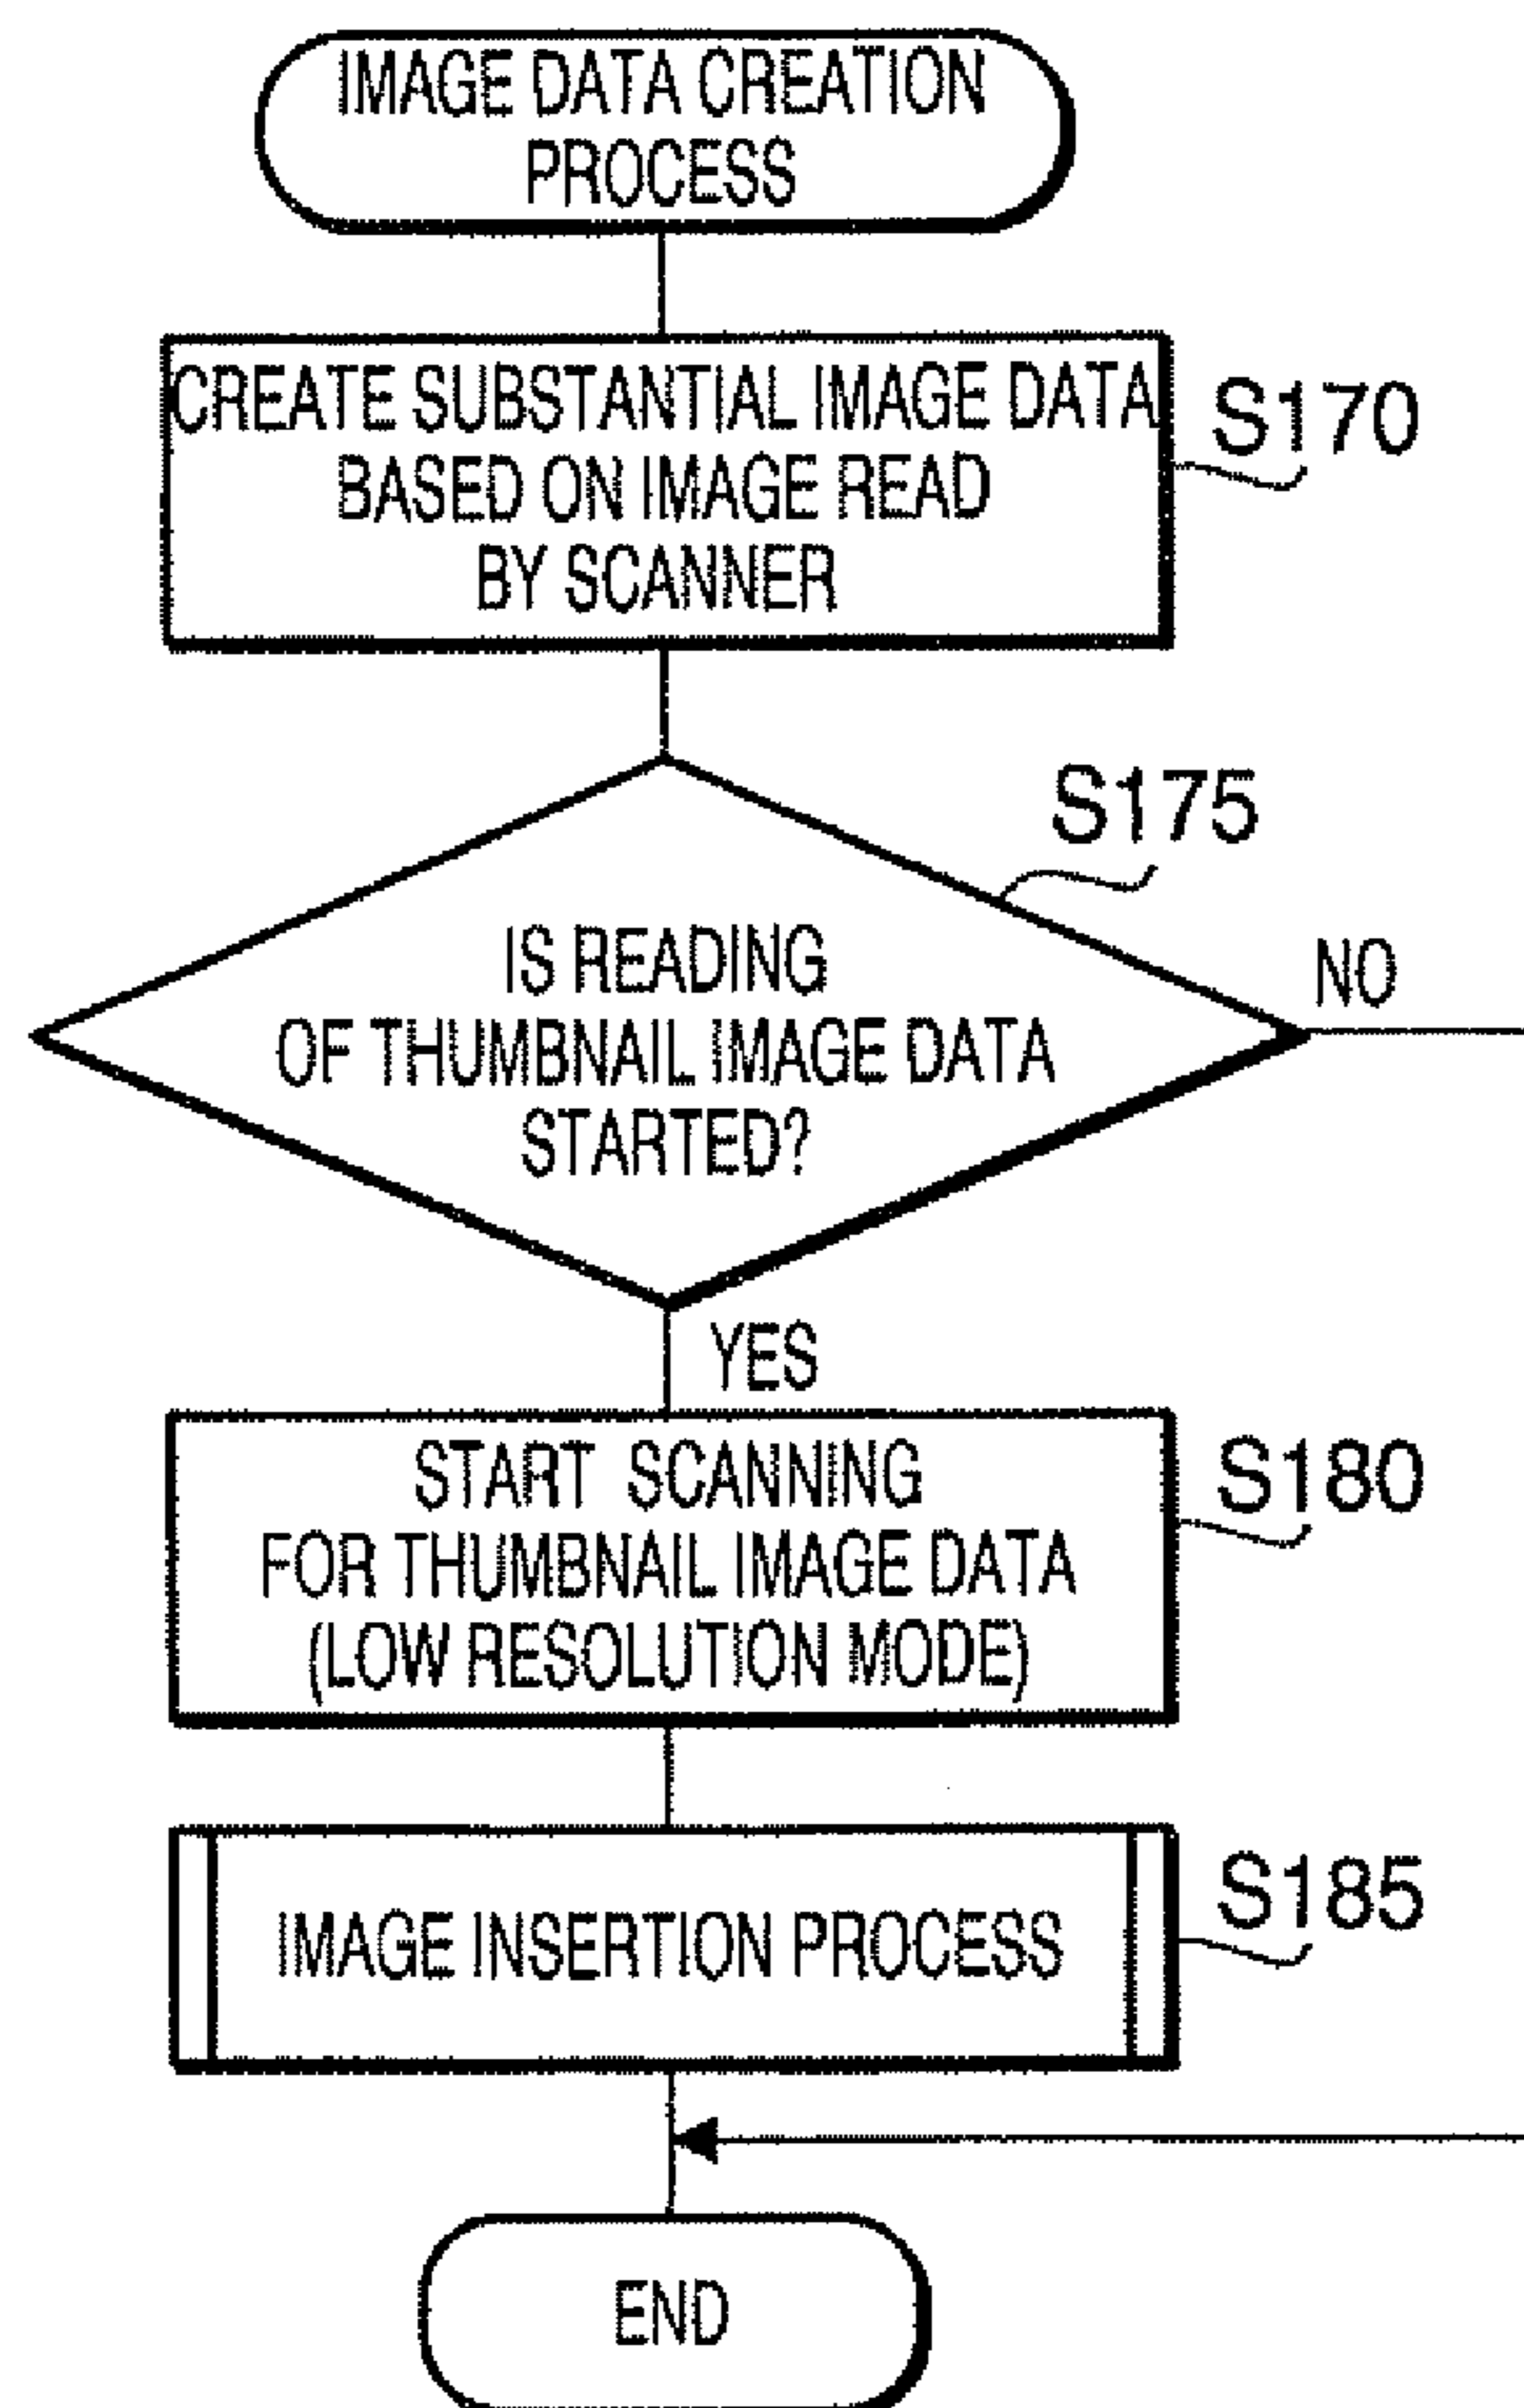 IMAGE DATA CREATION
PROCESS
CREATE SUBSTANTIAL IMAGE DATA
BASED ON IMAGE READ
BY SCANNER
S170
S175
IS READING
OF THUMBNAIL IMAGE DATA
STARTED?
NO
YES
START SCANNING
FOR THUMBNAIL IMAGE DATA
(LOW RESOLUTION MODE)
S180
IMAGE INSERTION PROCESS
S185
END